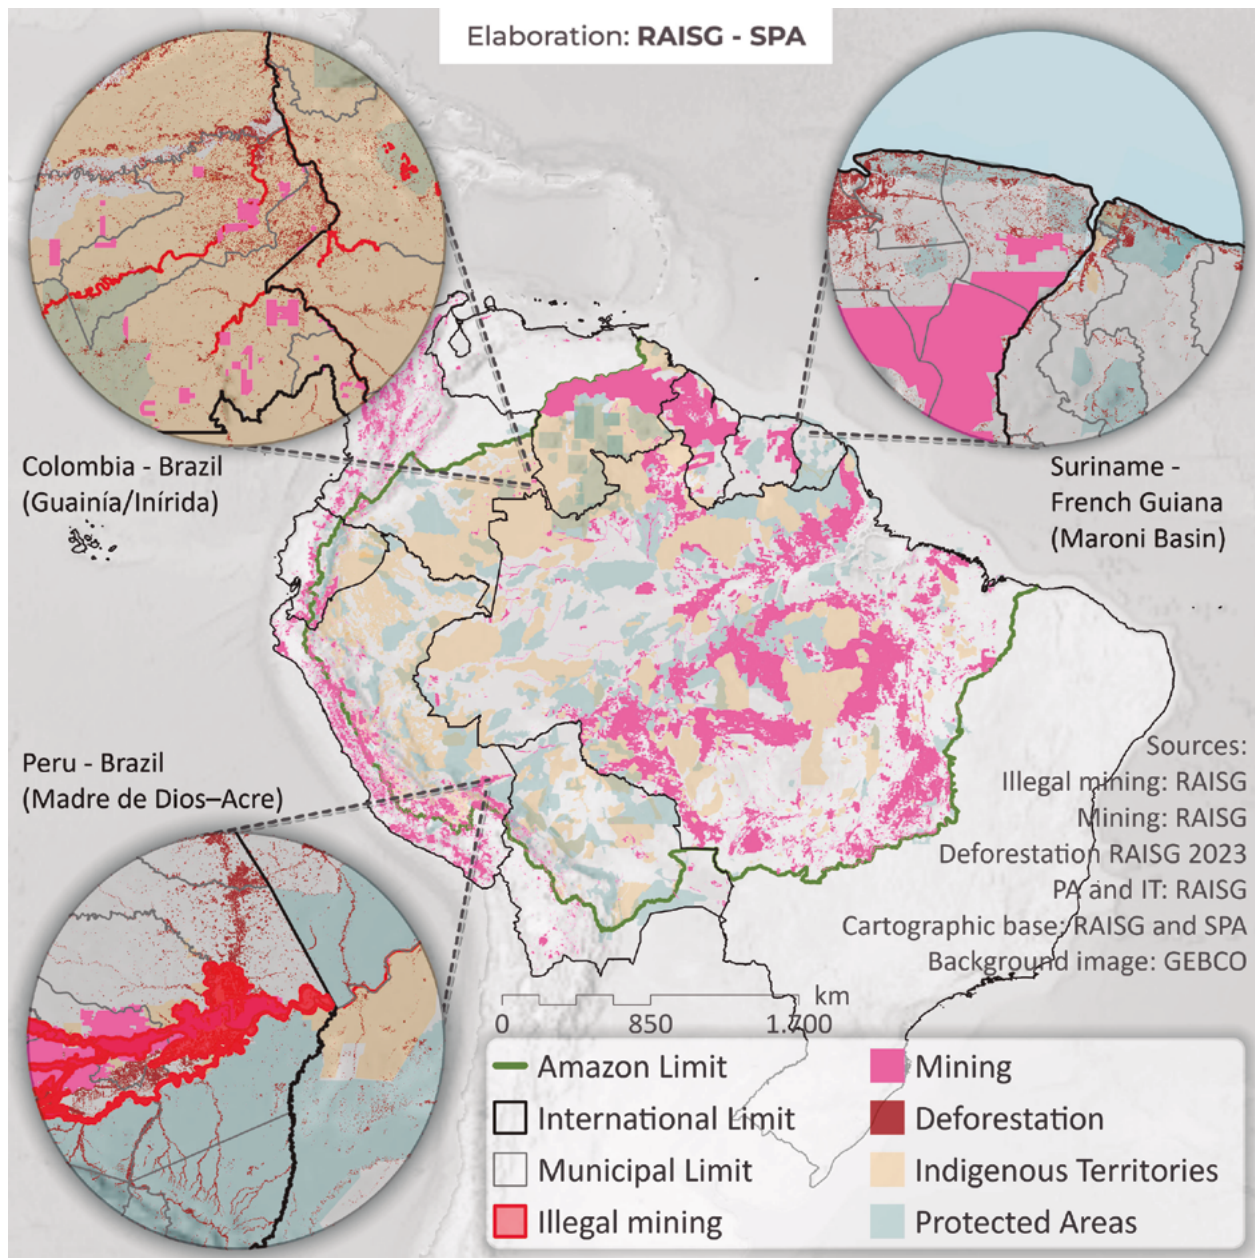 Elaboration: RAISG - SPA
Colombia - Brazil
(Guainía/Inírida)
Suriname -
French Guiana
(Maroni Basin)
Peru - Brazil
(Madre de Dios–Acre)
Sources:
Illegal mining: RAISG
Mining: RAISG
Deforestation RAISG 2023
PA and IT: RAISG
Cartographic base: RAISG and SPA
Background image: GEBCO
km
0 850 1.700
Amazon Limit
International Limit
Municipal Limit
Illegal mining
Mining
Deforestation
Indigenous Territories
Protected Areas